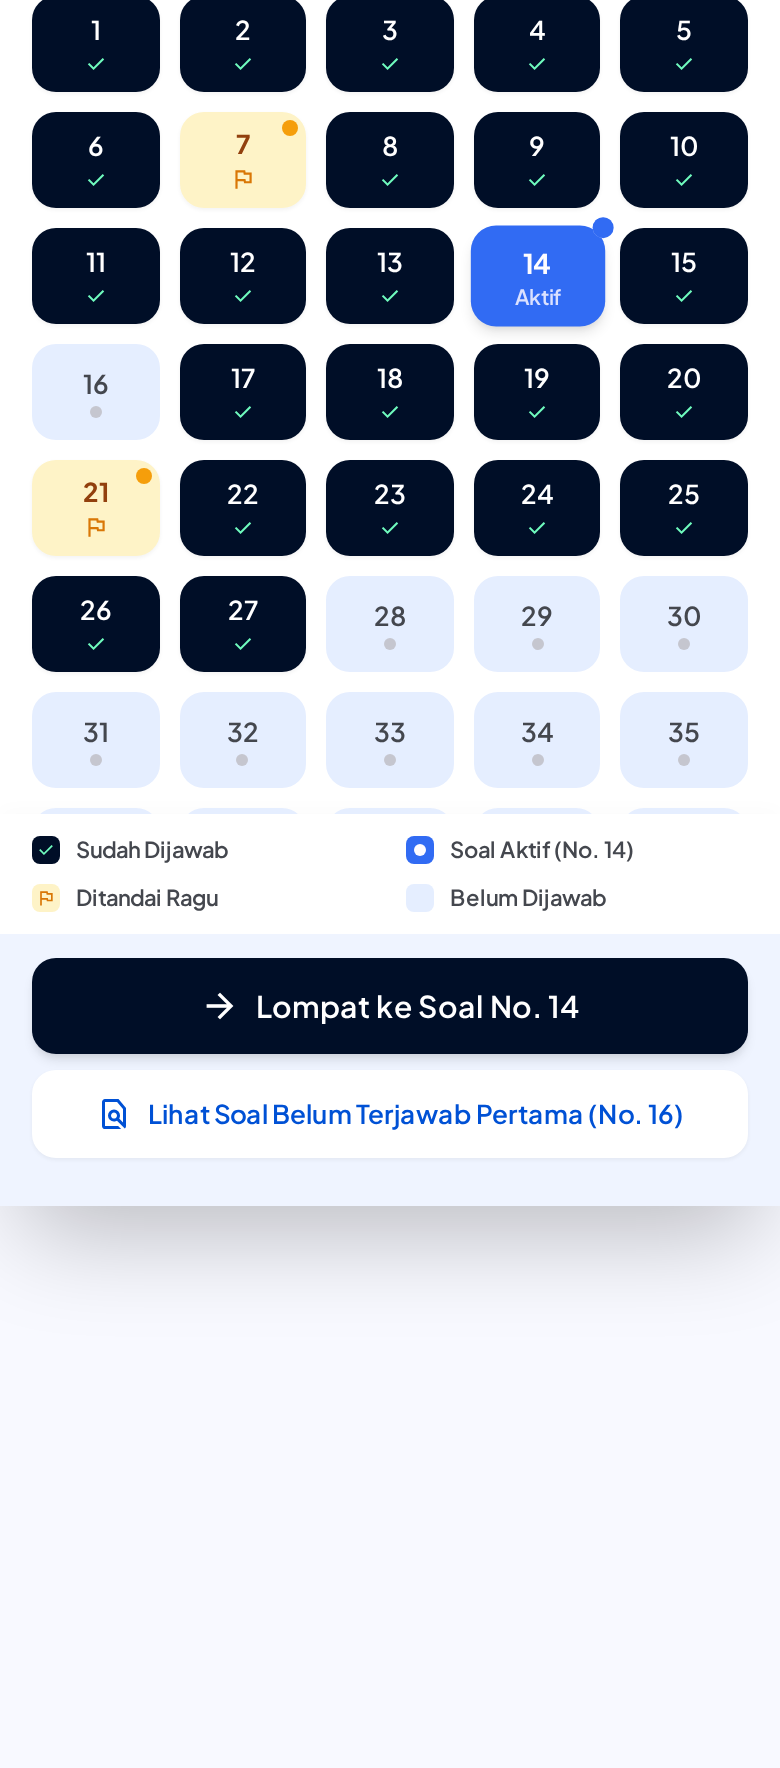 1 2 3 4 5
6 7 8 9 10
11 12 13 14 15
Aktif
16 17 18 19 20
21 22 23 24 25
26 27 28 29 30
31 32 33 34 35
Sudah Dijawab
Soal Aktif (No. 14)
Ditandai Ragu
Belum Dijawab
Lompat ke Soal No. 14
Lihat Soal Belum Terjawab Pertama (No. 16)